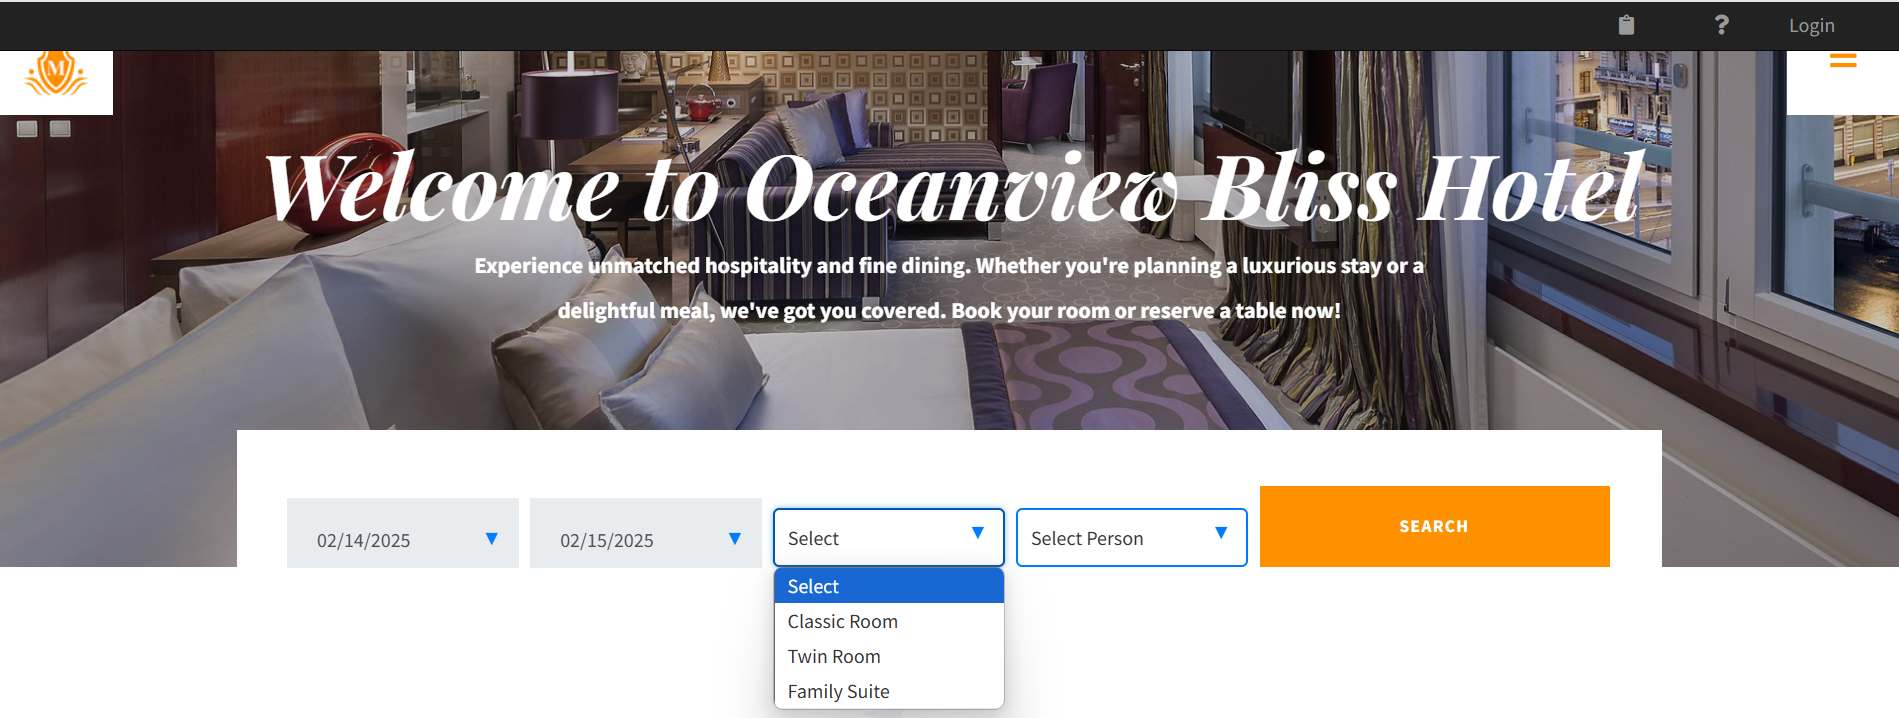 Login
M
Welcome to Oceanview Bliss Hotel
Experience unmatched hospitality and fine dining. Whether you're planning a luxurious stay or a
delightful meal, we've got you covered. Book your room or reserve a table now!
02/14/2025
02/15/2025
Select
Select Person
SEARCH
Select
Classic Room
Twin Room
Family Suite